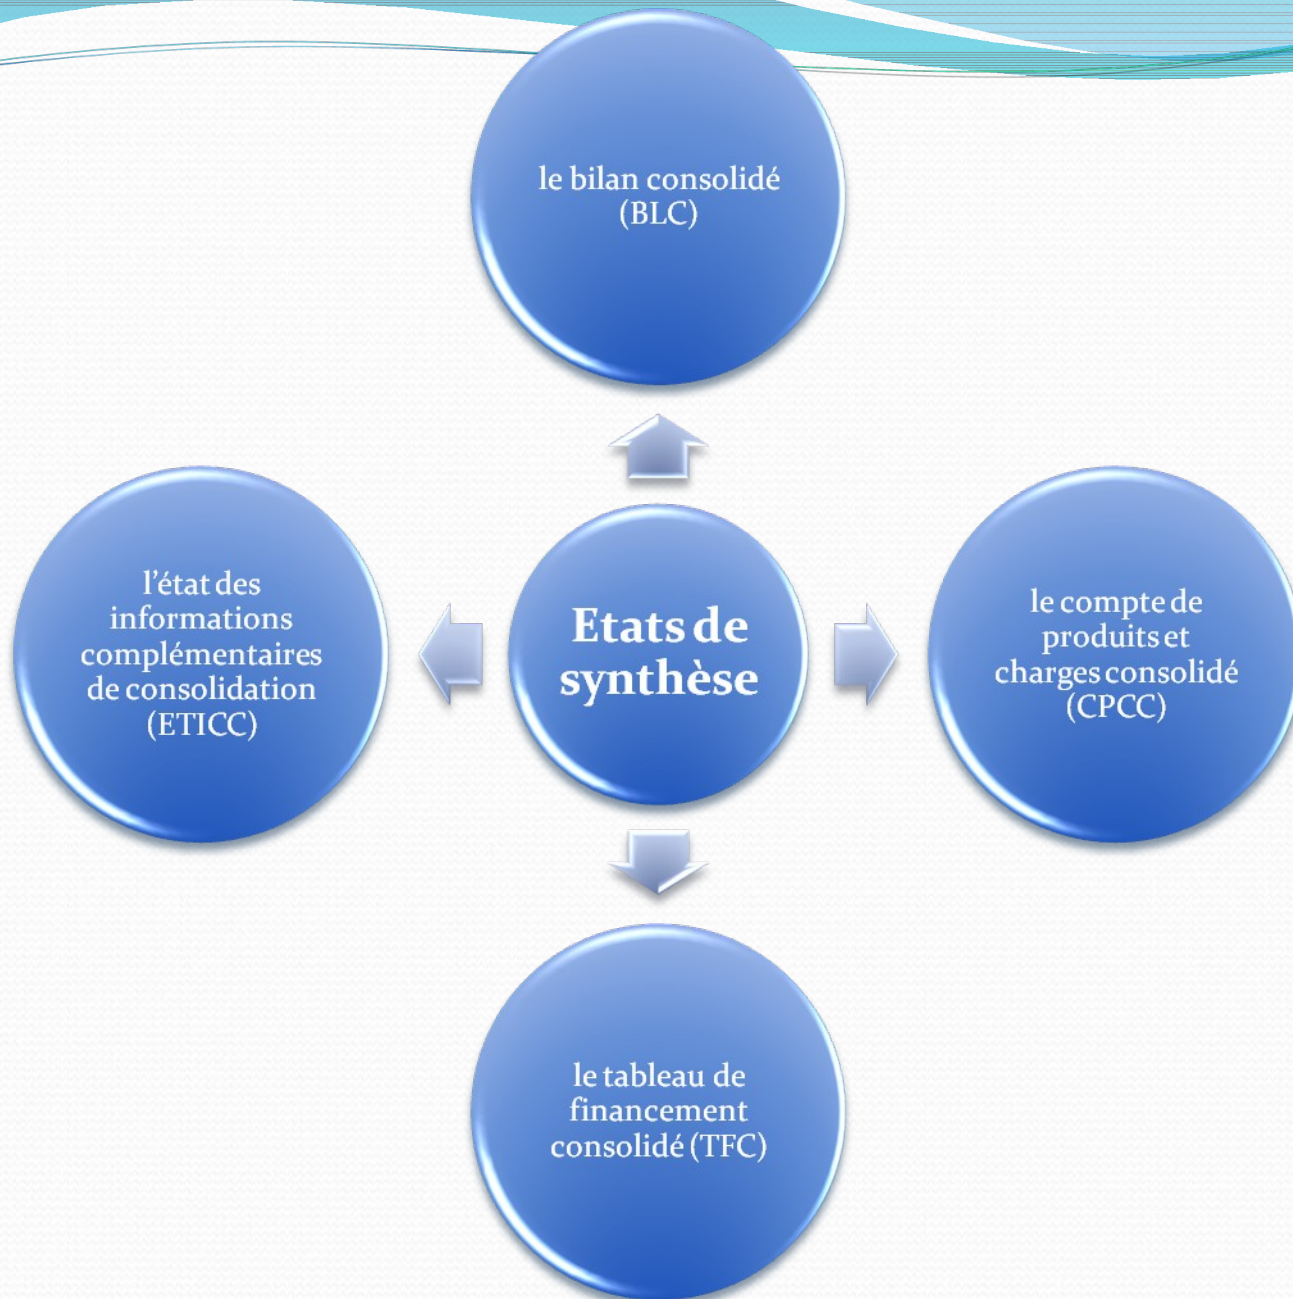 le bilan consolidé
(BLC)
l'état des
informations
complémentaires
de consolidation
(ETICC)
Etats de
synthèse
le compte de
produits et
charges consolidé
(CPCC)
le tableau de
financement
consolidé (TFC)